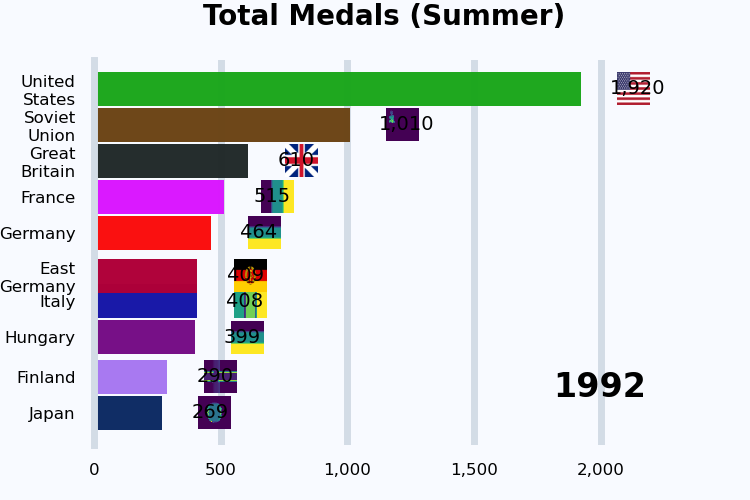 Total Medals (Summer)
United
States
1,920
Soviet
Union
1,010
Great
Britain
610
France
515
Germany
464
East
Germany
409
Italy
408
Hungary
399
Finland
290
Japan
269
1992
0
500
1,000
1,500
2,000